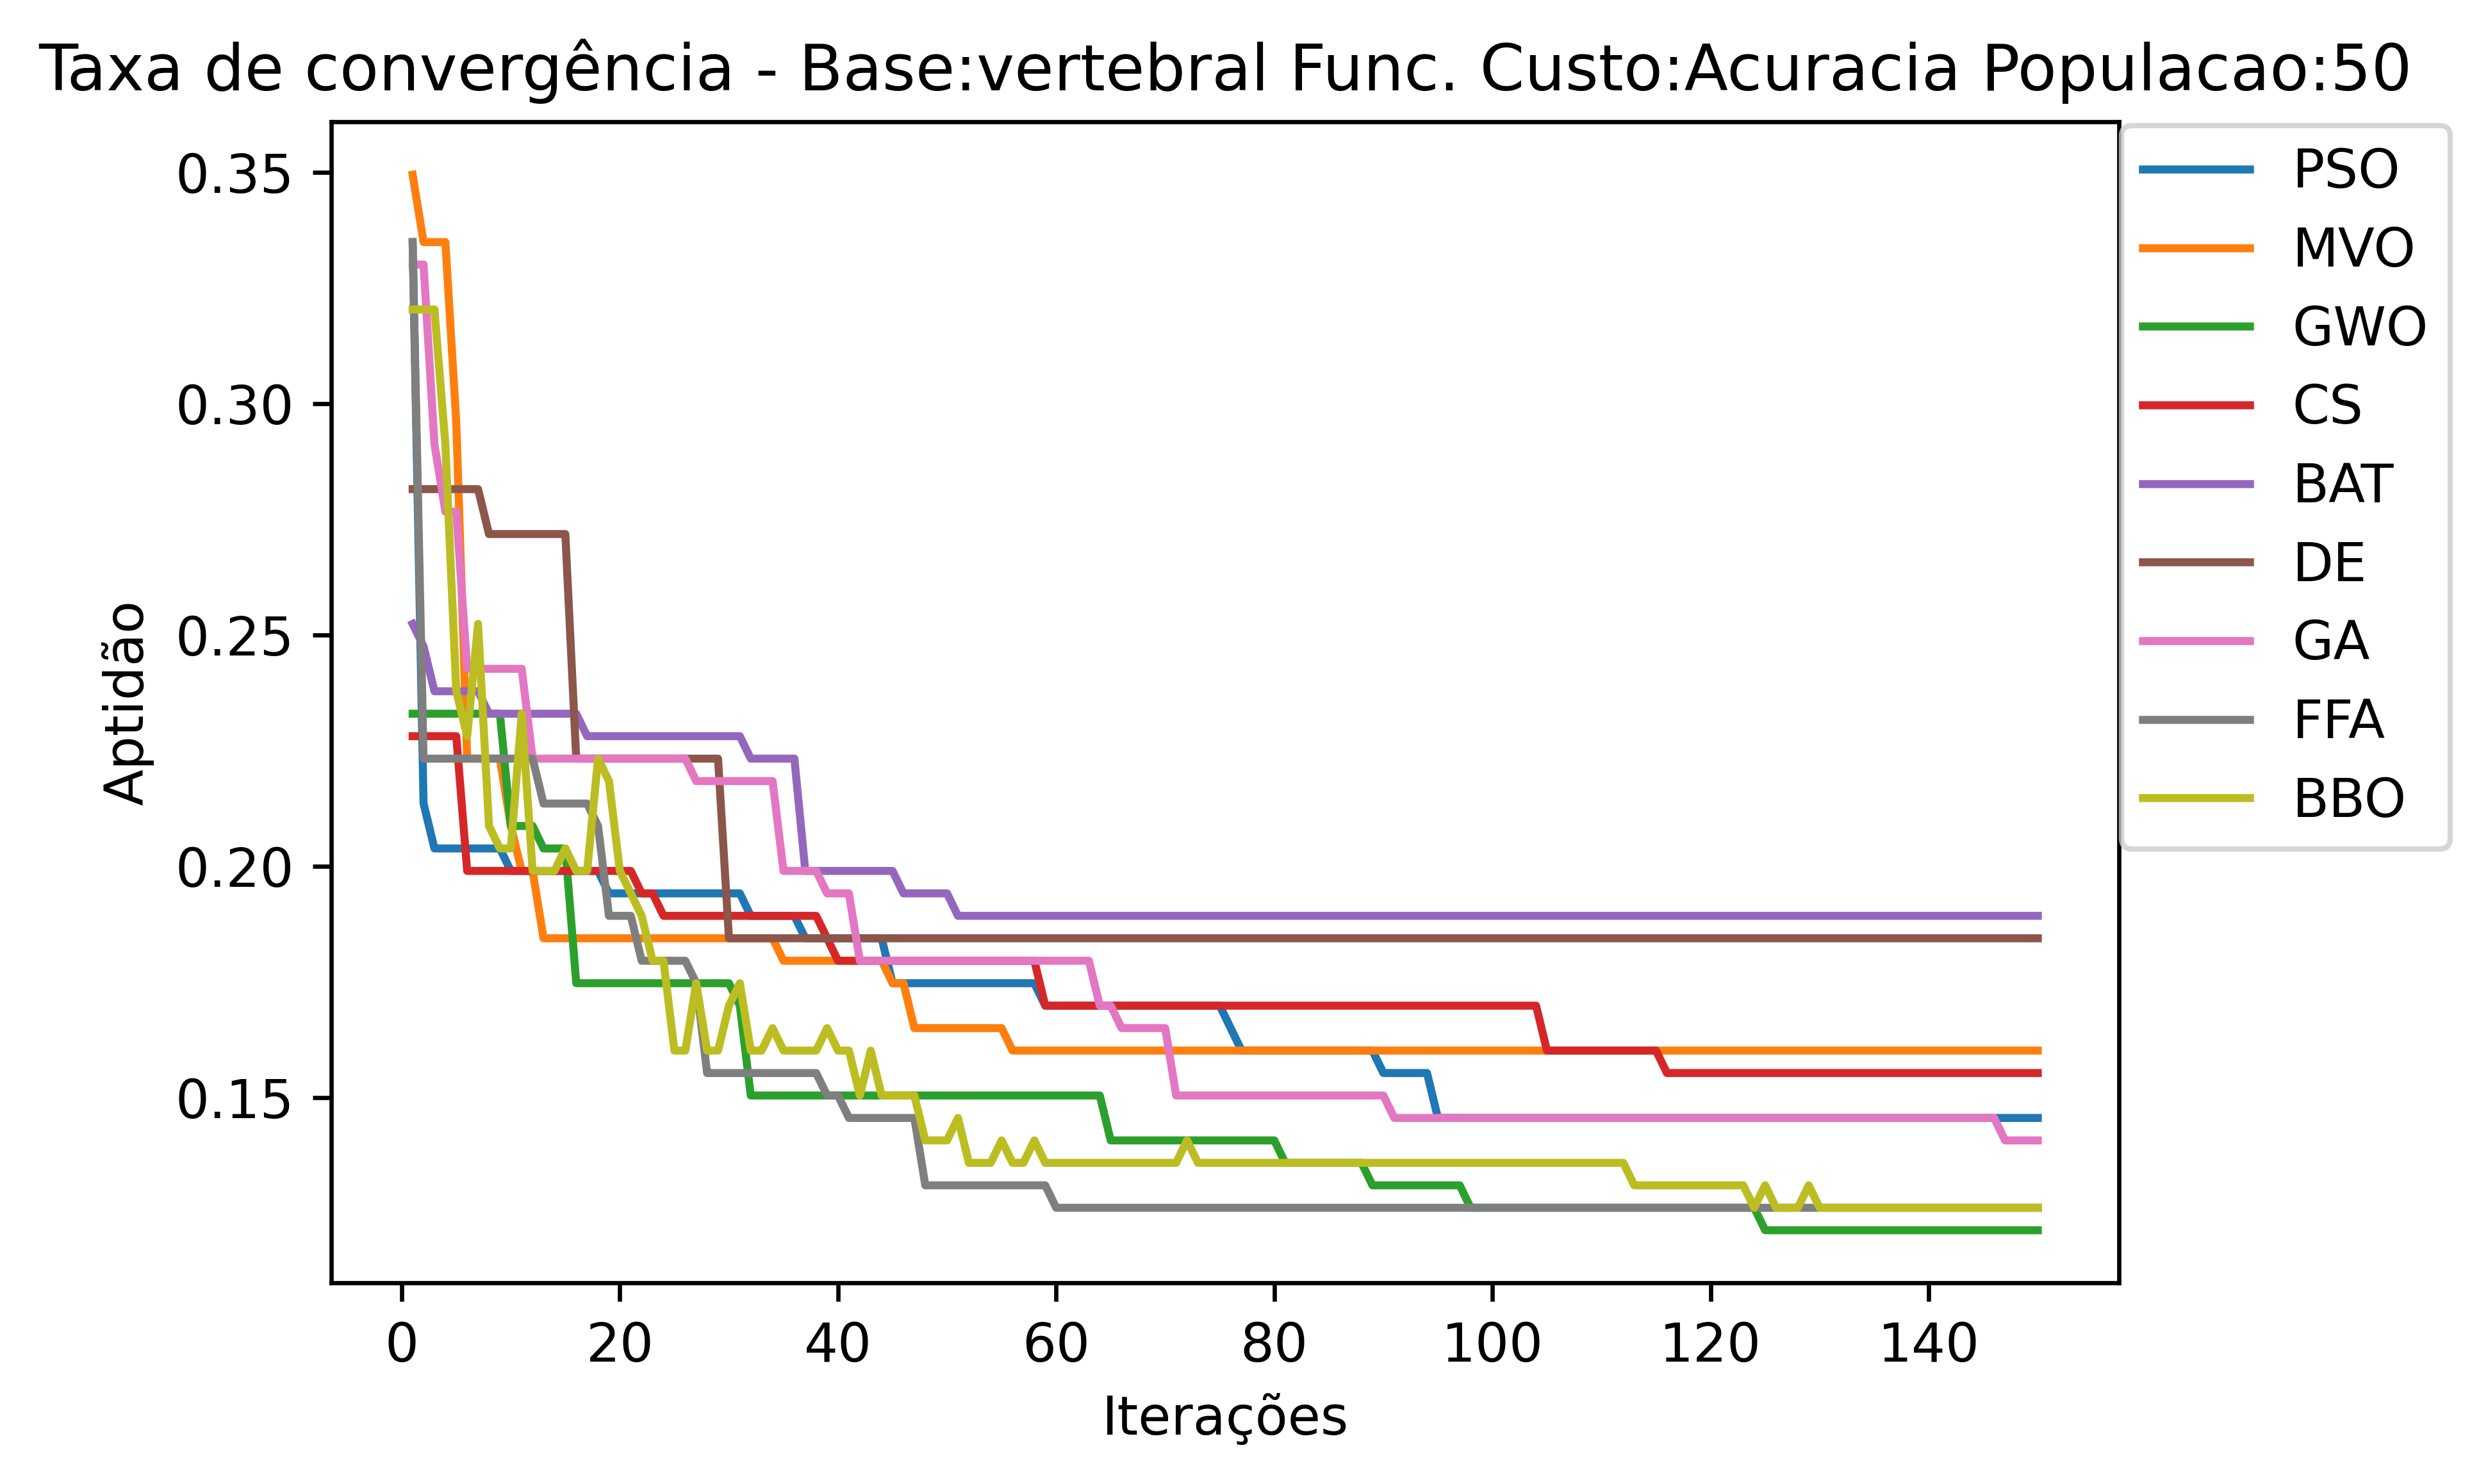 Taxa de convergência - Base:vertebral Func. Custo:Acuracia Populacao:50
Aptidão
0.35
0.30
0.25
0.20
0.15
0
20
40
60
80
100
120
140
Iterações
PSO
MVO
GWO
CS
BAT
DE
GA
FFA
BBO